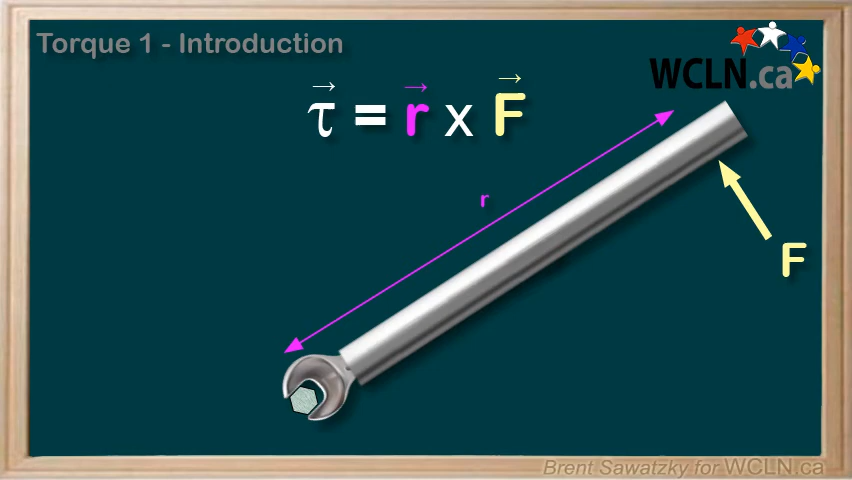 Torque 1 - Introduction
WCLN.ca
τ⃗ = r⃗ x F⃗
r
F
Brent Sawatzky for WCLN.ca